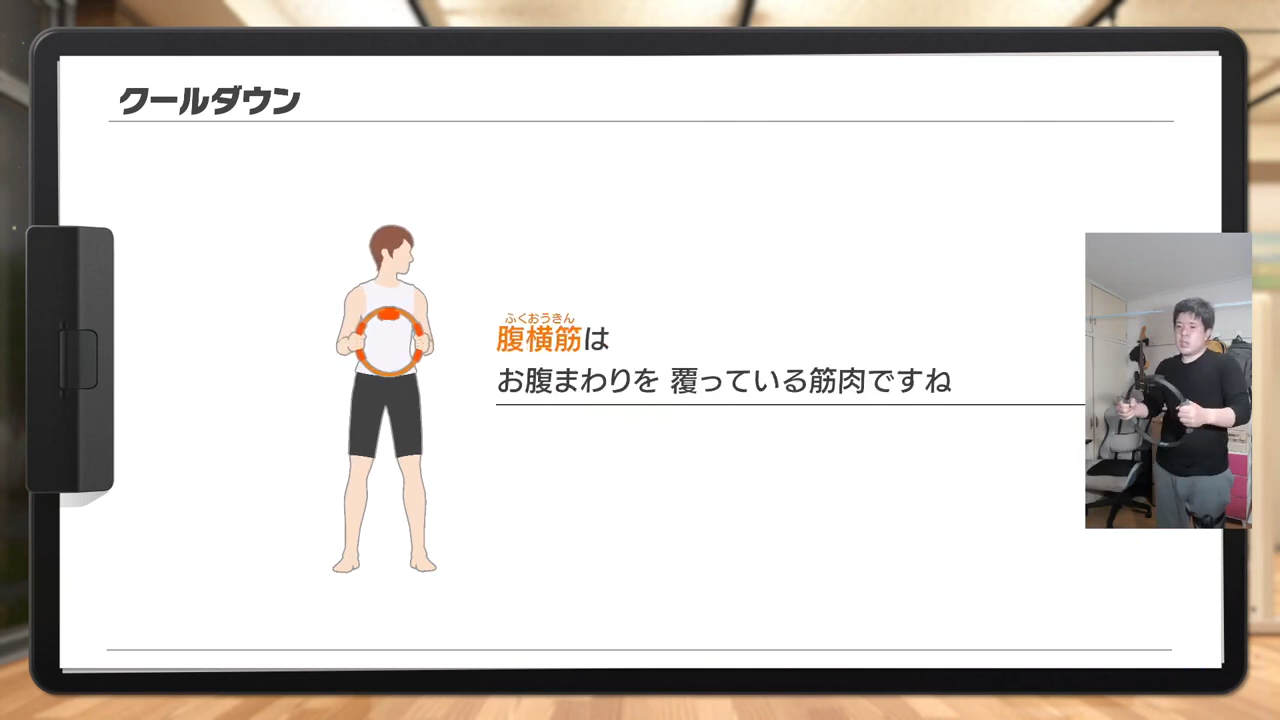 クールダウン
ふくおうきん
腹横筋は
お腹まわりを 覆っている筋肉ですね